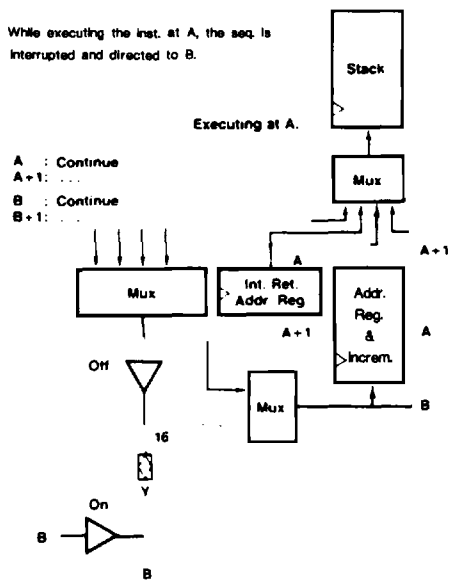 While executing the inst. at A, the seq. is
interrupted and directed to B.
Stack
Executing at A.
A : Continue
A+1: . . .
B : Continue
B+1: . . .
Mux
A+1
A
Mux
Int. Ret.
Addr Reg
Addr.
Reg.
&
Increm.
A+1
A
Off
Mux
B
16
Y
On
B
B